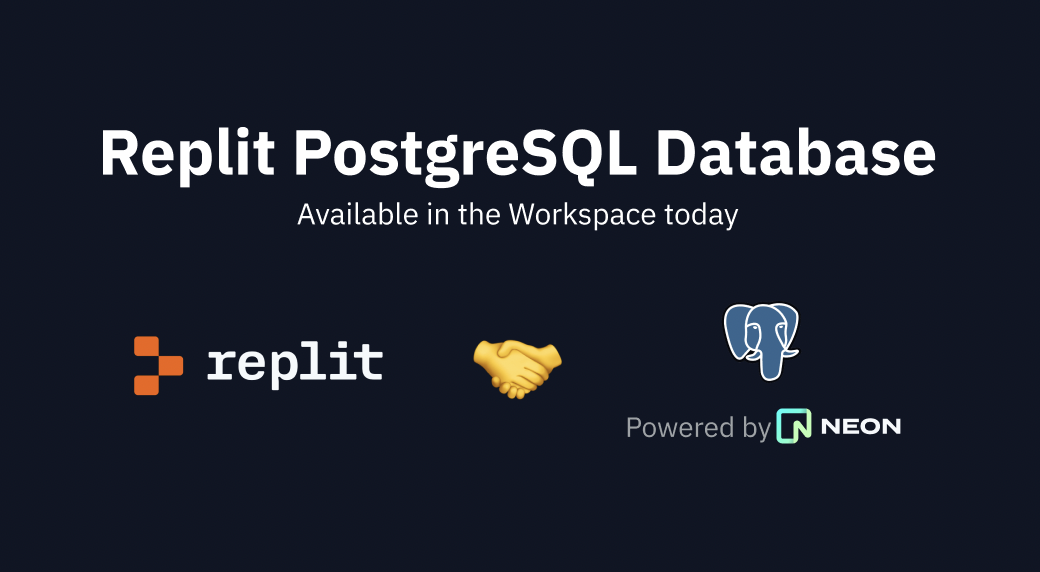 Replit PostgreSQL Database
Available in the Workspace today
replit
Powered by NEON